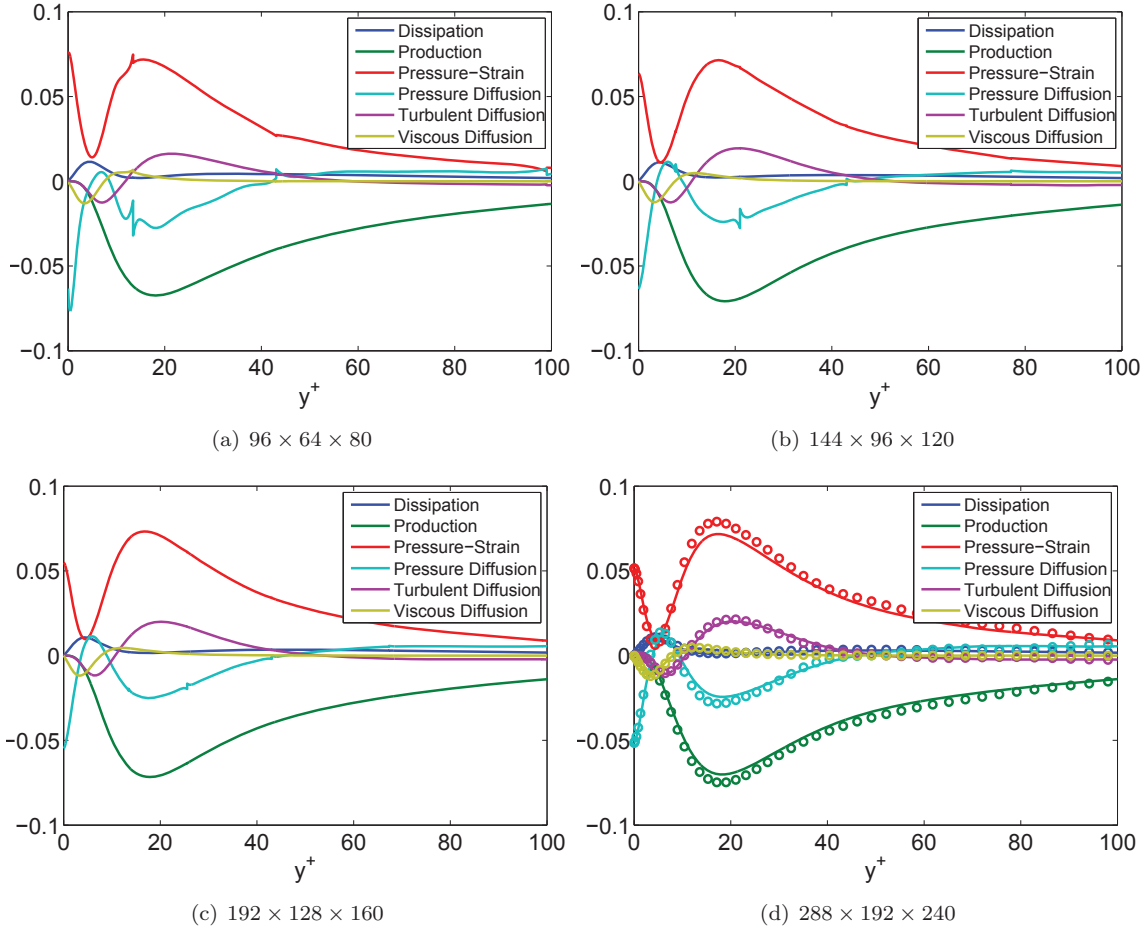 0.1
0.05
0
−0.05
−0.1
0 20 40 60 80 100
y+
Dissipation
Production
Pressure−Strain
Pressure Diffusion
Turbulent Diffusion
Viscous Diffusion
(a) 96 × 64 × 80
0.1
0.05
0
−0.05
−0.1
0 20 40 60 80 100
y+
Dissipation
Production
Pressure−Strain
Pressure Diffusion
Turbulent Diffusion
Viscous Diffusion
(b) 144 × 96 × 120
0.1
0.05
0
−0.05
−0.1
0 20 40 60 80 100
y+
Dissipation
Production
Pressure−Strain
Pressure Diffusion
Turbulent Diffusion
Viscous Diffusion
(c) 192 × 128 × 160
0.1
0.05
0
−0.05
−0.1
0 20 40 60 80 100
y+
Dissipation
Production
Pressure−Strain
Pressure Diffusion
Turbulent Diffusion
Viscous Diffusion
(d) 288 × 192 × 240